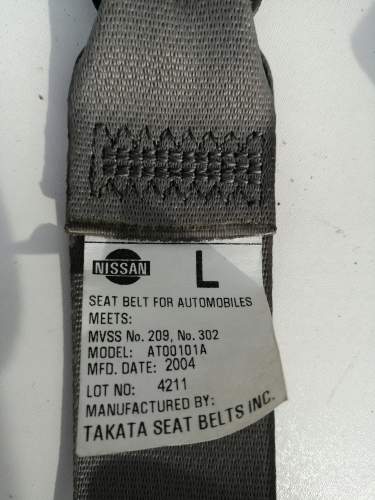 NISSAN L
SEAT BELT FOR AUTOMOBILES
MEETS:
MVSS No. 209, No. 302
MODEL: AT00101A
MFD. DATE: 2004
LOT NO: 4211
MANUFACTURED BY:
TAKATA SEAT BELTS INC.